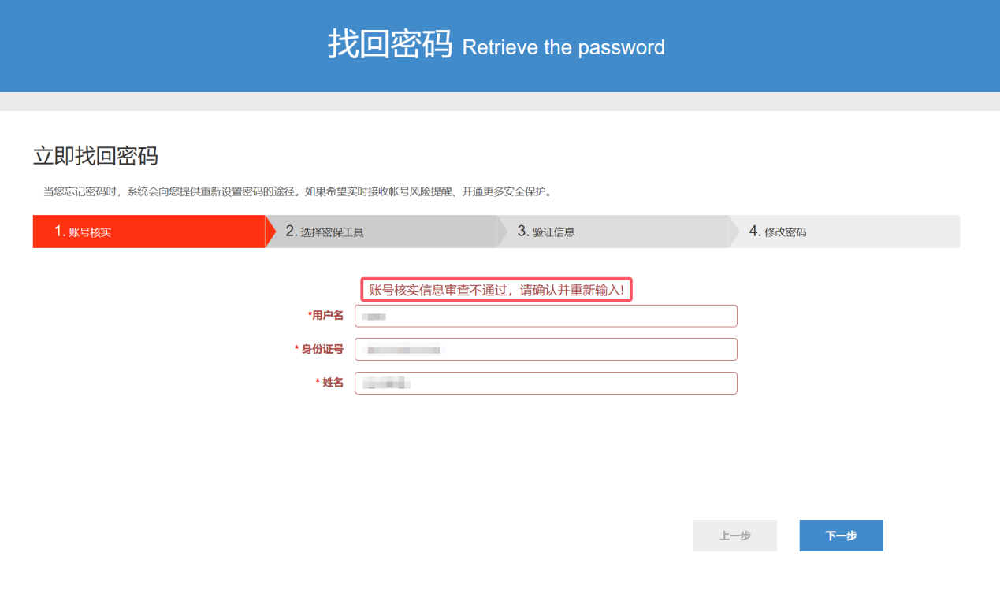 找回密码 Retrieve the password
立即找回密码
当您忘记密码时，系统会向您提供重新设置密码的途径。如果希望实时接收帐号风险提醒、开通更多安全保护。
1. 账号核实 2. 选择密保工具 3. 验证信息 4. 修改密码
账号核实信息审查不通过，请确认并重新输入!
*用户名
* 身份证号
* 姓名
上一步 下一步